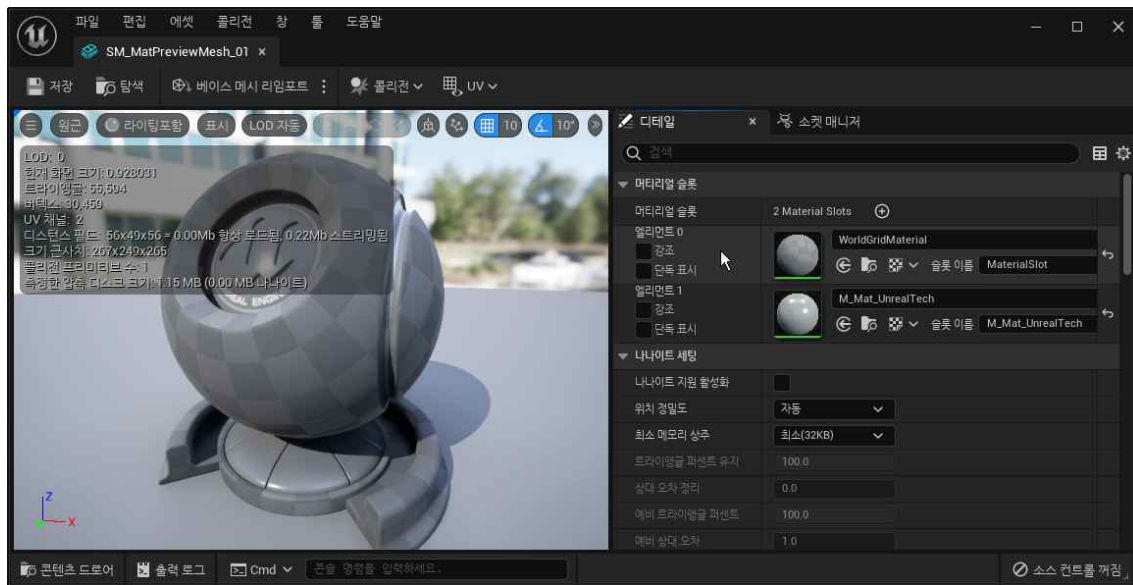 파일 편집 에셋 콜리전 창 툴 도움말
SM_MatPreviewMesh_01
저장 탐색 베이스 메시 리임포트 콜리전 UV
원근 라이팅포함 표시 LOD 자동 10 10°
LOD: 0
현재 화면 크기: 0.923031
트라이앵글: 55,594
버텍스: 30,459
UV 채널: 2
디스턴스 필드: 56x49x56 = 0.00Mb 항상 로드됨, 0.22Mb 스트리밍됨
크기 근사치: 267x249x265
콜리전 프리미티브 수: 1
측정한 압축 디스크 크기: 1.15 MB (0.00 MB 나나이트)
Z
X
디테일 소켓 매니저
검색
머티리얼 슬롯
머티리얼 슬롯 2 Material Slots
엘리먼트 0
강조
단독 표시
WorldGridMaterial
슬롯 이름 MaterialSlot
엘리먼트 1
강조
단독 표시
M_Mat_UnrealTech
슬롯 이름 M_Mat_UnrealTech
나나이트 세팅
나나이트 지원 활성화
위치 정밀도 자동
최소 메모리 상주 최소(32KB)
트라이앵글 퍼센트 유지 100.0
상대 오차 정리 0.0
예비 트라이앵글 퍼센트 100.0
예비 상대 오차 1.0
콘텐츠 드로어 출력 로그 Cmd 콘솔 명령을 입력하세요. 소스 컨트롤 꺼짐